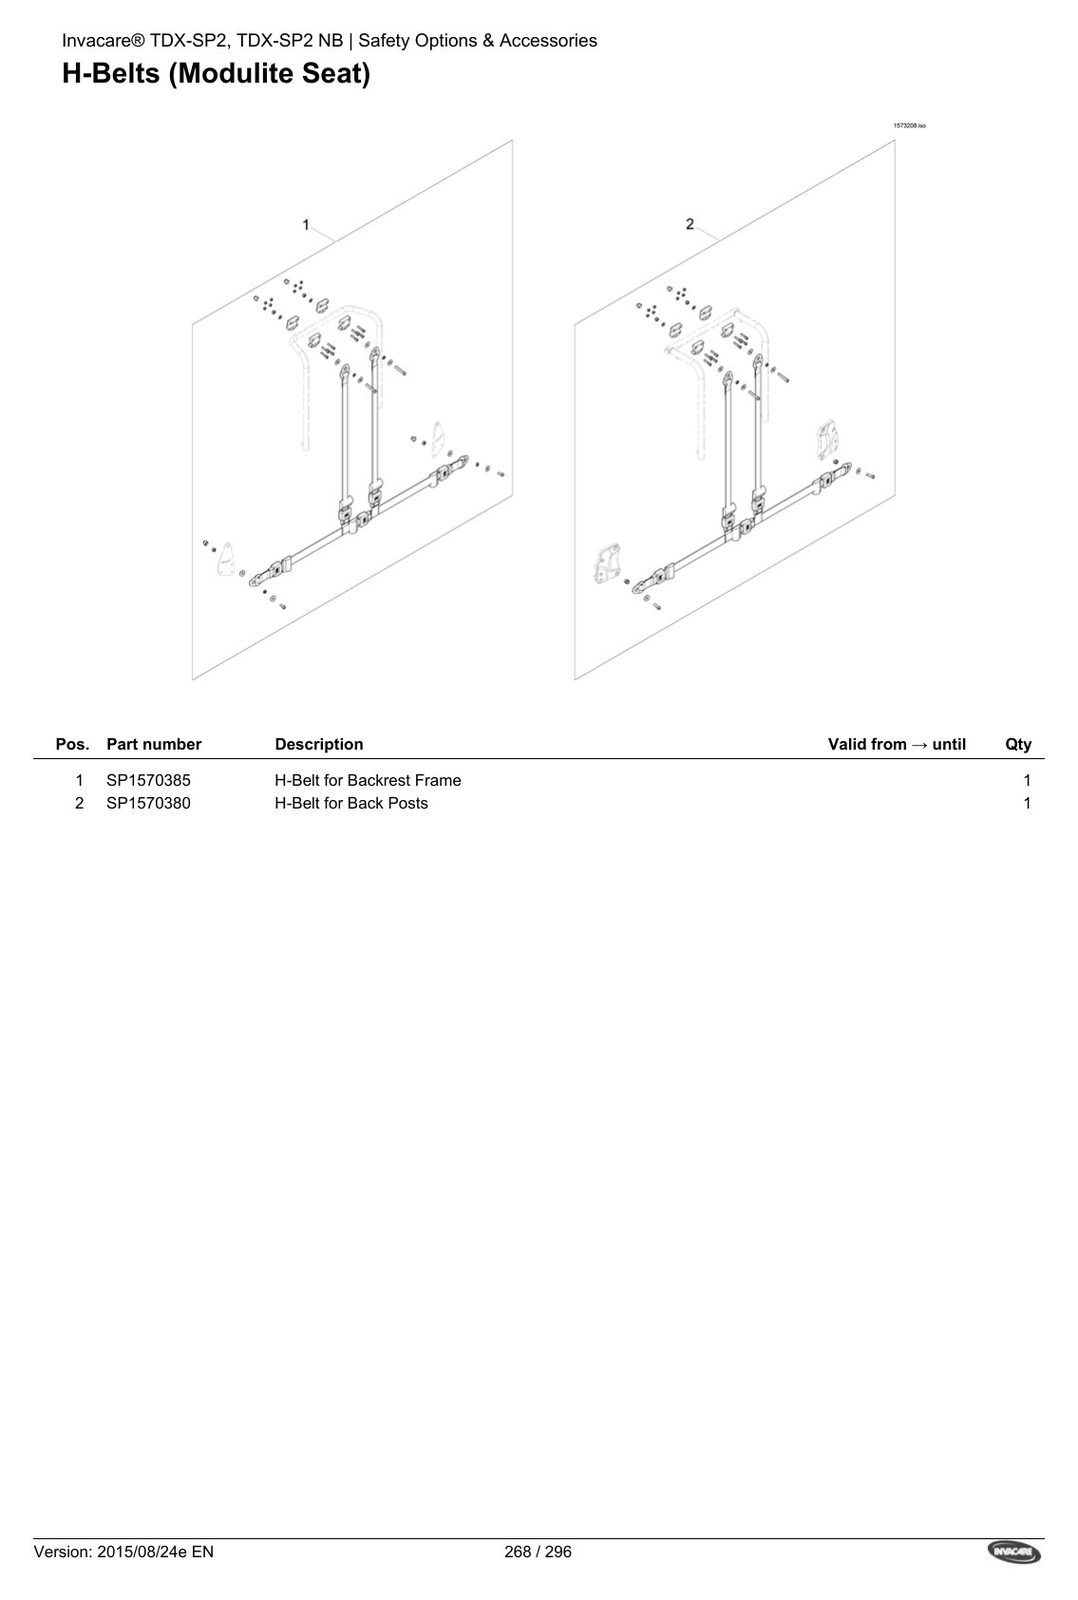 Invacare® TDX-SP2, TDX-SP2 NB | Safety Options & Accessories
H-Belts (Modulite Seat)
1573208.iso
1
2
Pos. Part number Description Valid from → until Qty
1 SP1570385 H-Belt for Backrest Frame 1
2 SP1570380 H-Belt for Back Posts 1
Version: 2015/08/24e EN 268 / 296 INVACARE